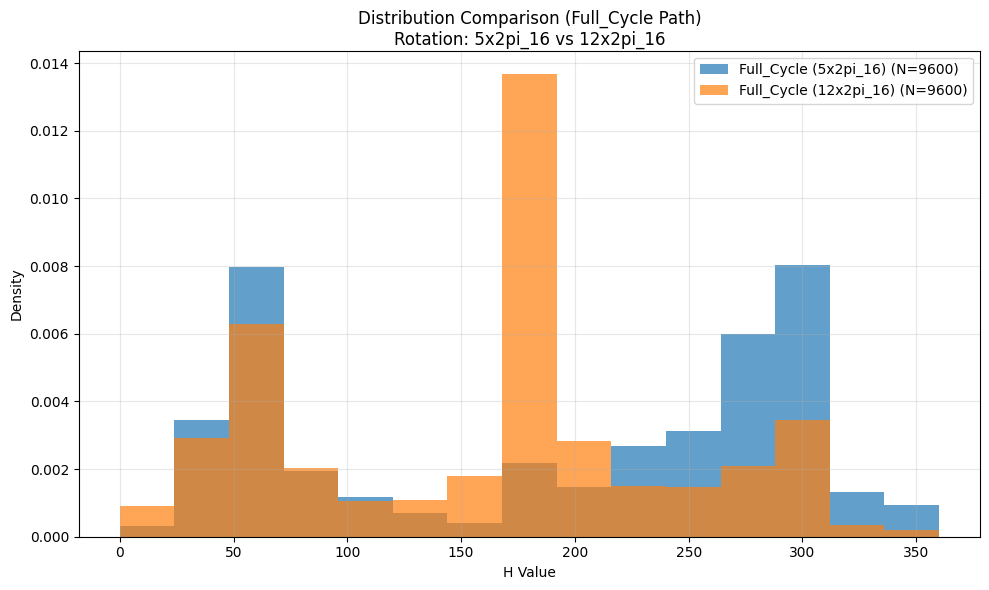 Distribution Comparison (Full_Cycle Path)
Rotation: 5x2pi_16 vs 12x2pi_16
Full_Cycle (5x2pi_16) (N=9600)
Full_Cycle (12x2pi_16) (N=9600)
Density
0.014
0.012
0.010
0.008
0.006
0.004
0.002
0.000
0 50 100 150 200 250 300 350
H Value